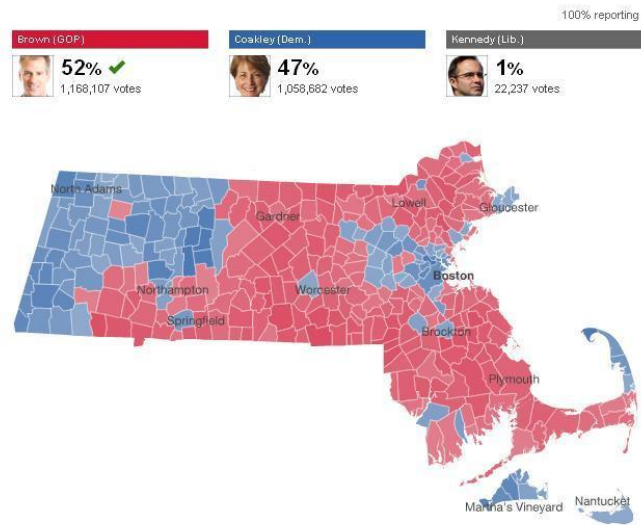 100% reporting
Brown (GOP)
Coakley (Dem.)
Kennedy (Lib.)
52%
47%
1%
1,168,107 votes
1,058,682 votes
22,237 votes
North Adams
Gardner
Lowell
Gloucester
Boston
Northampton
Worcester
Springfield
Brockton
Plymouth
Martha's Vineyard
Nantucket